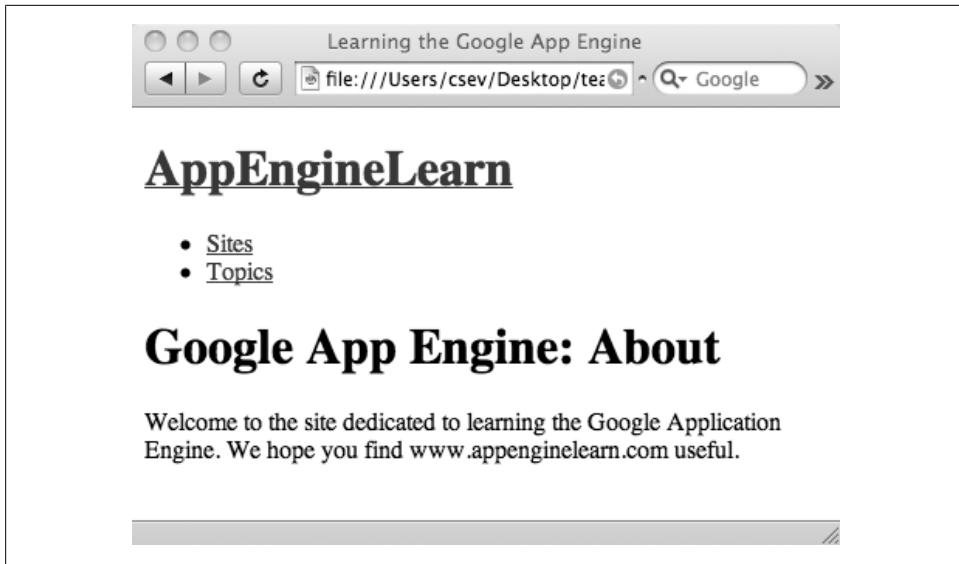 Learning the Google App Engine
file:///Users/csev/Desktop/tea
Google
AppEngineLearn
Sites
Topics
Google App Engine: About
Welcome to the site dedicated to learning the Google Application
Engine. We hope you find www.appenginelearn.com useful.